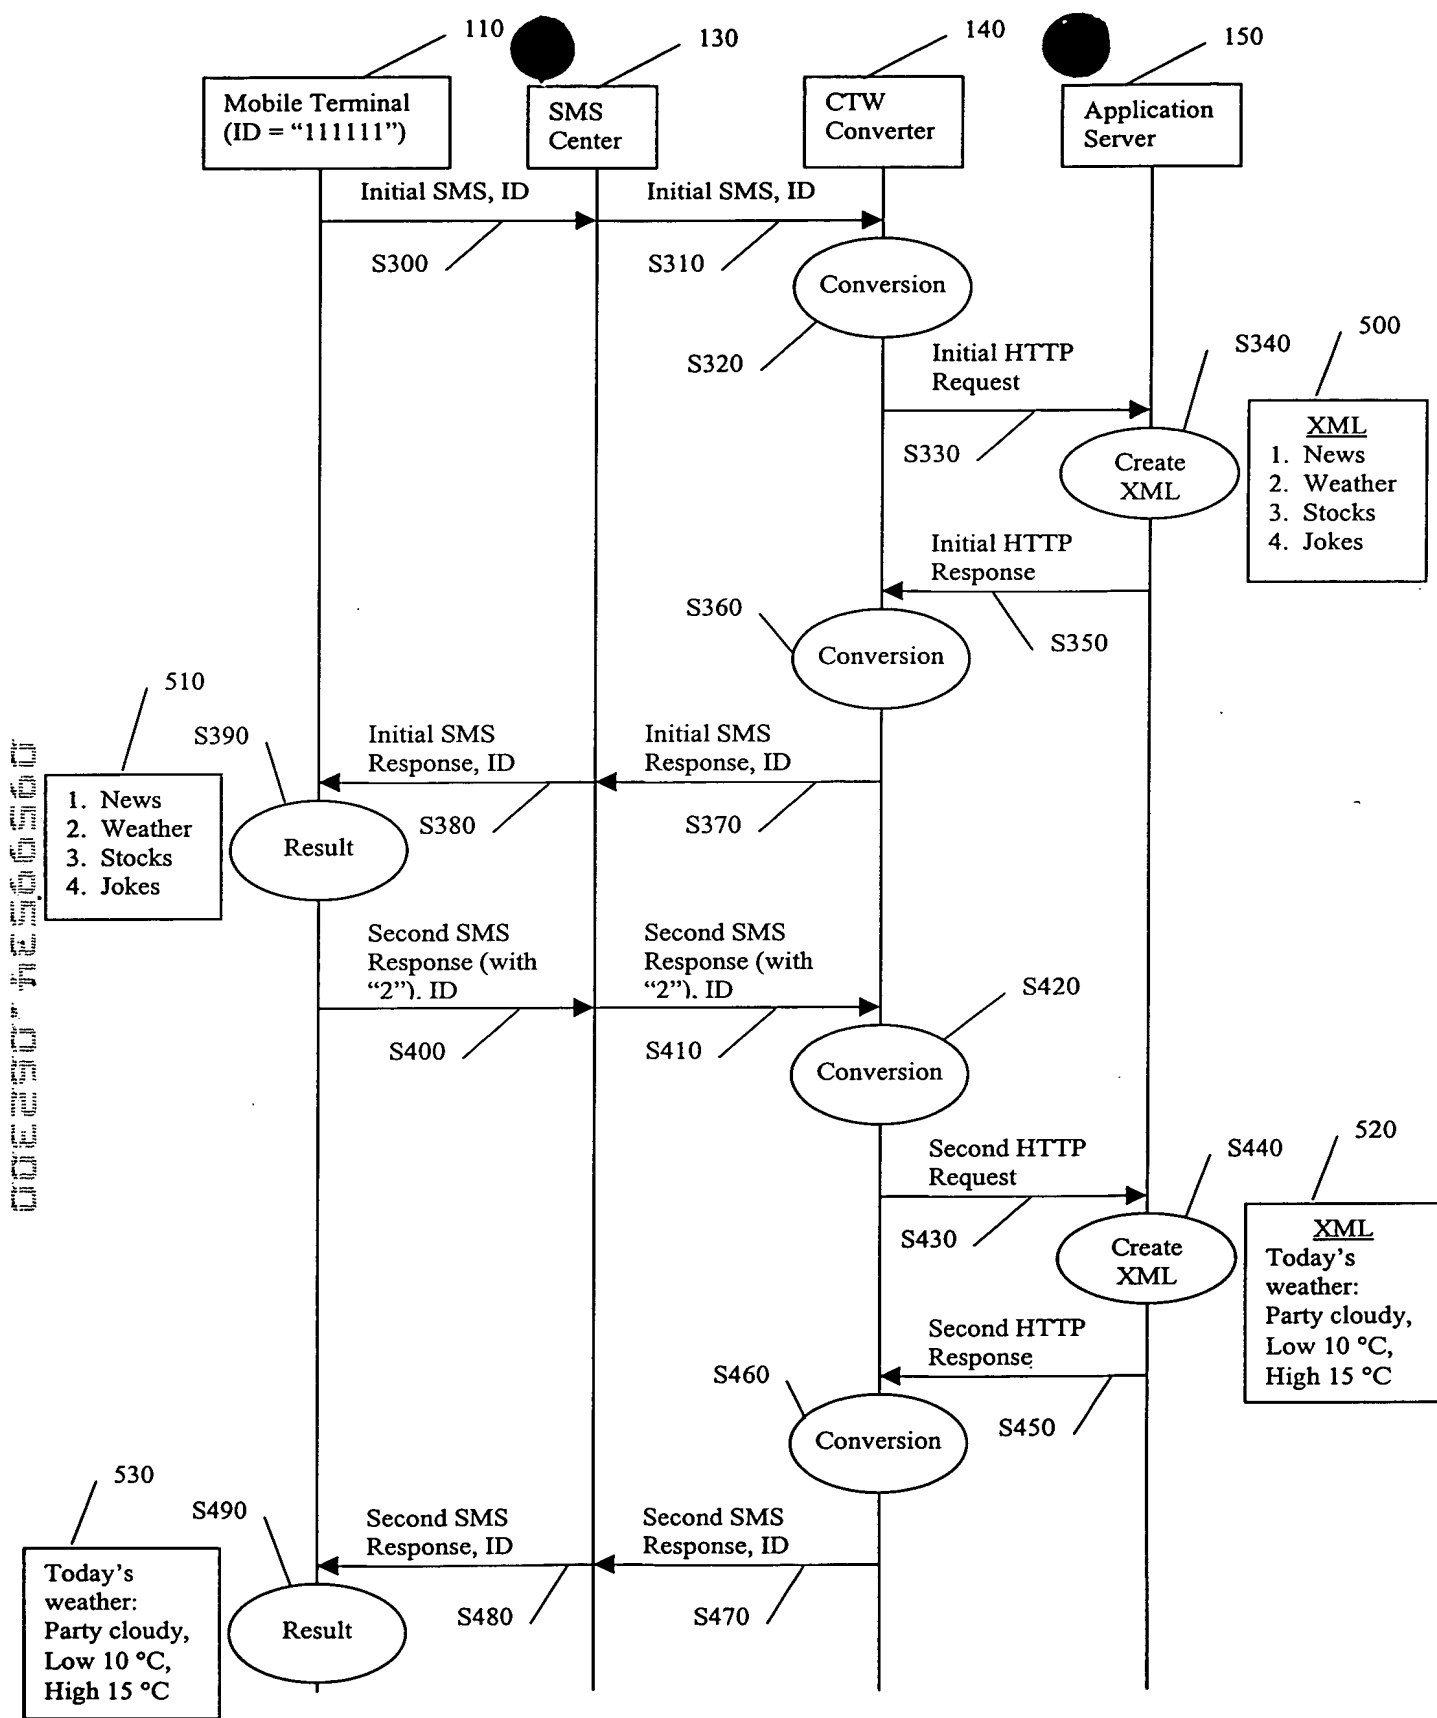 110
130
140
150
Mobile Terminal
(ID = “111111”)
SMS
Center
CTW
Converter
Application
Server
Initial SMS, ID
Initial SMS, ID
S300
S310
Conversion
S320
Initial HTTP
Request
S340
500
S330
Create
XML
XML
1. News
2. Weather
3. Stocks
4. Jokes
Initial HTTP
Response
S360
S350
Conversion
510
S390
Initial SMS
Response, ID
Initial SMS
Response, ID
1. News
2. Weather
3. Stocks
4. Jokes
S380
S370
Result
Second SMS
Response (with
“2”), ID
Second SMS
Response (with
“2”), ID
S420
S400
S410
Conversion
Second HTTP
Request
S440
520
S430
Create
XML
XML
Today's
weather:
Party cloudy,
Low 10 °C,
High 15 °C
Second HTTP
Response
S460
S450
Conversion
530
S490
Second SMS
Response, ID
Second SMS
Response, ID
Today's
weather:
Party cloudy,
Low 10 °C,
High 15 °C
S480
S470
Result